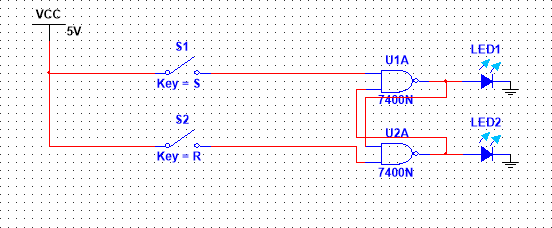 VCC
5V
S1
Key = S
U1A
7400N
LED1
S2
Key = R
U2A
7400N
LED2